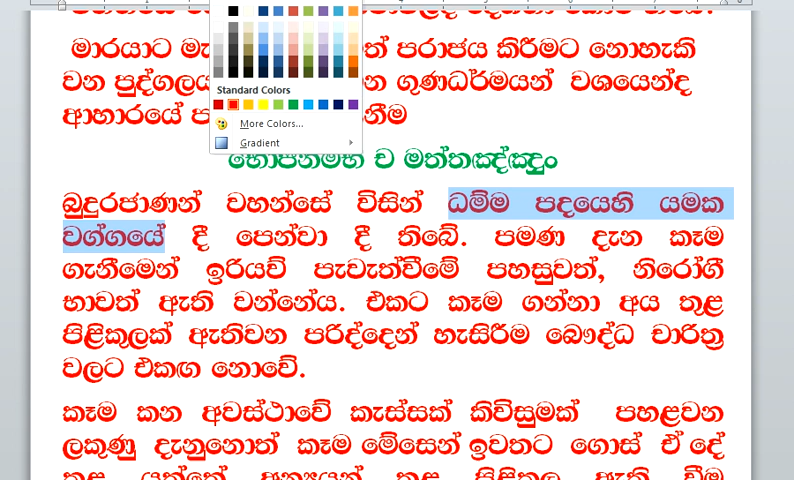 මාරයාට
ත් පරාජය කිරීමට නොහැකි
වන
න ගුණධර්මයන් වශයෙන්ද
ආහාරයේ
නීම
Standard Colors
More Colors...
Gradient
ච මත්තඤ්ඤුං
බුදුරජාණන් වහන්සේ විසින් ධම්ම පදයෙහි යමක
වග්ගයේ දී පෙන්වා දී තිබේ. පමණ දැන කෑම
ගැනීමෙන් ඉරියව් පැවැත්වීමේ පහසුවත්, නිරෝගී
භාවත් ඇති වන්නේය. එකට කෑම ගන්නා අය තුළ
පිළිකුලක් ඇතිවන පරිද්දෙන් හැසිරීම බෞද්ධ චාරිත්‍ර
වලට එකඟ නොවේ.
කෑම කන අවස්ථාවේ කැස්සක් කිවිසුමක් පහළවන
ලකුණු දැනුනොත් කෑම මේසෙන් ඉවතට ගොස් ඒ දේ